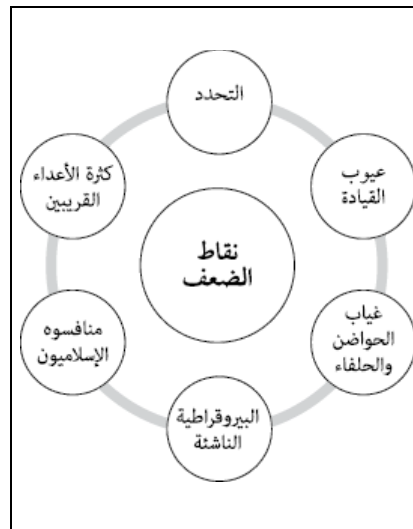 التحدد
عيوب
القيادة
غياب
الحواضن
والحلفاء
البيروقراطية
الناشئة
منافسوه
الإسلاميون
كثرة الأعداء
القريبين
نقاط
الضعف